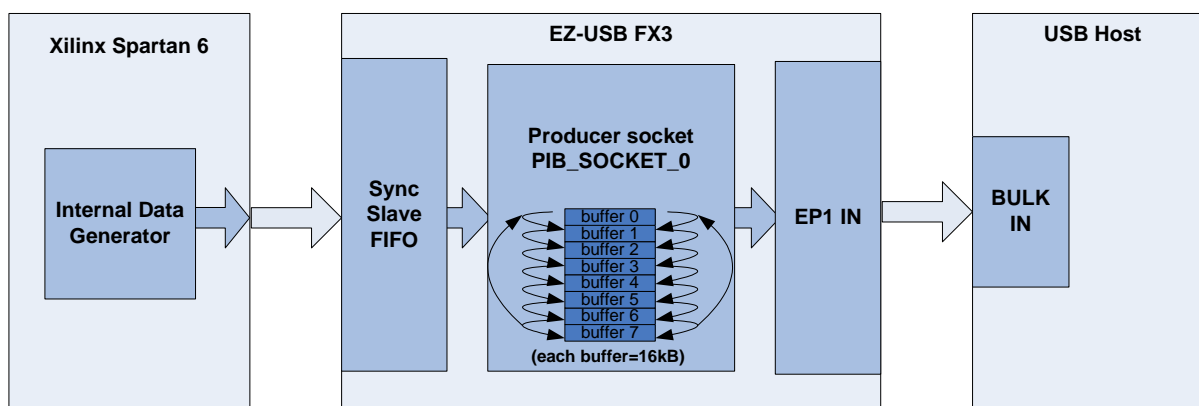 Xilinx Spartan 6
Internal Data
Generator
EZ-USB FX3
Sync
Slave
FIFO
Producer socket
PIB_SOCKET_0
buffer 0
buffer 1
buffer 2
buffer 3
buffer 4
buffer 5
buffer 6
buffer 7
(each buffer=16kB)
EP1 IN
USB Host
BULK
IN